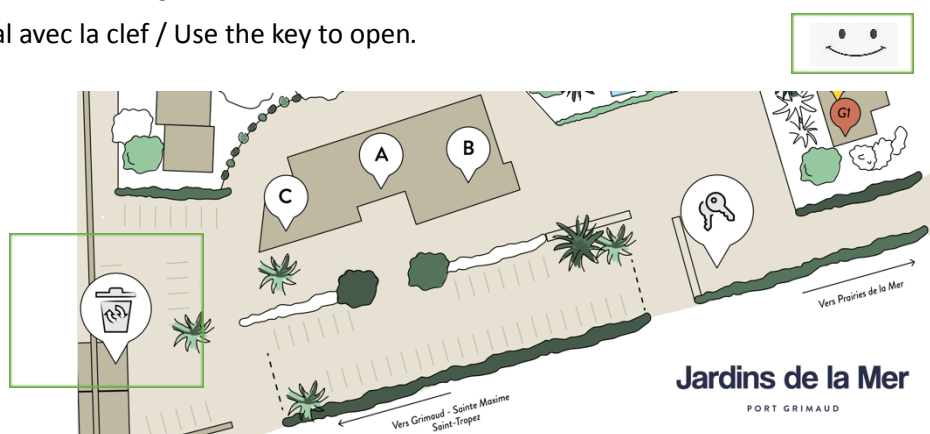 al avec la clef / Use the key to open.
G1
A
B
C
Vers Prairies de la Mer
Jardins de la Mer
PORT GRIMAUD
Vers Grimaud - Sainte Maxime
Saint-Tropez